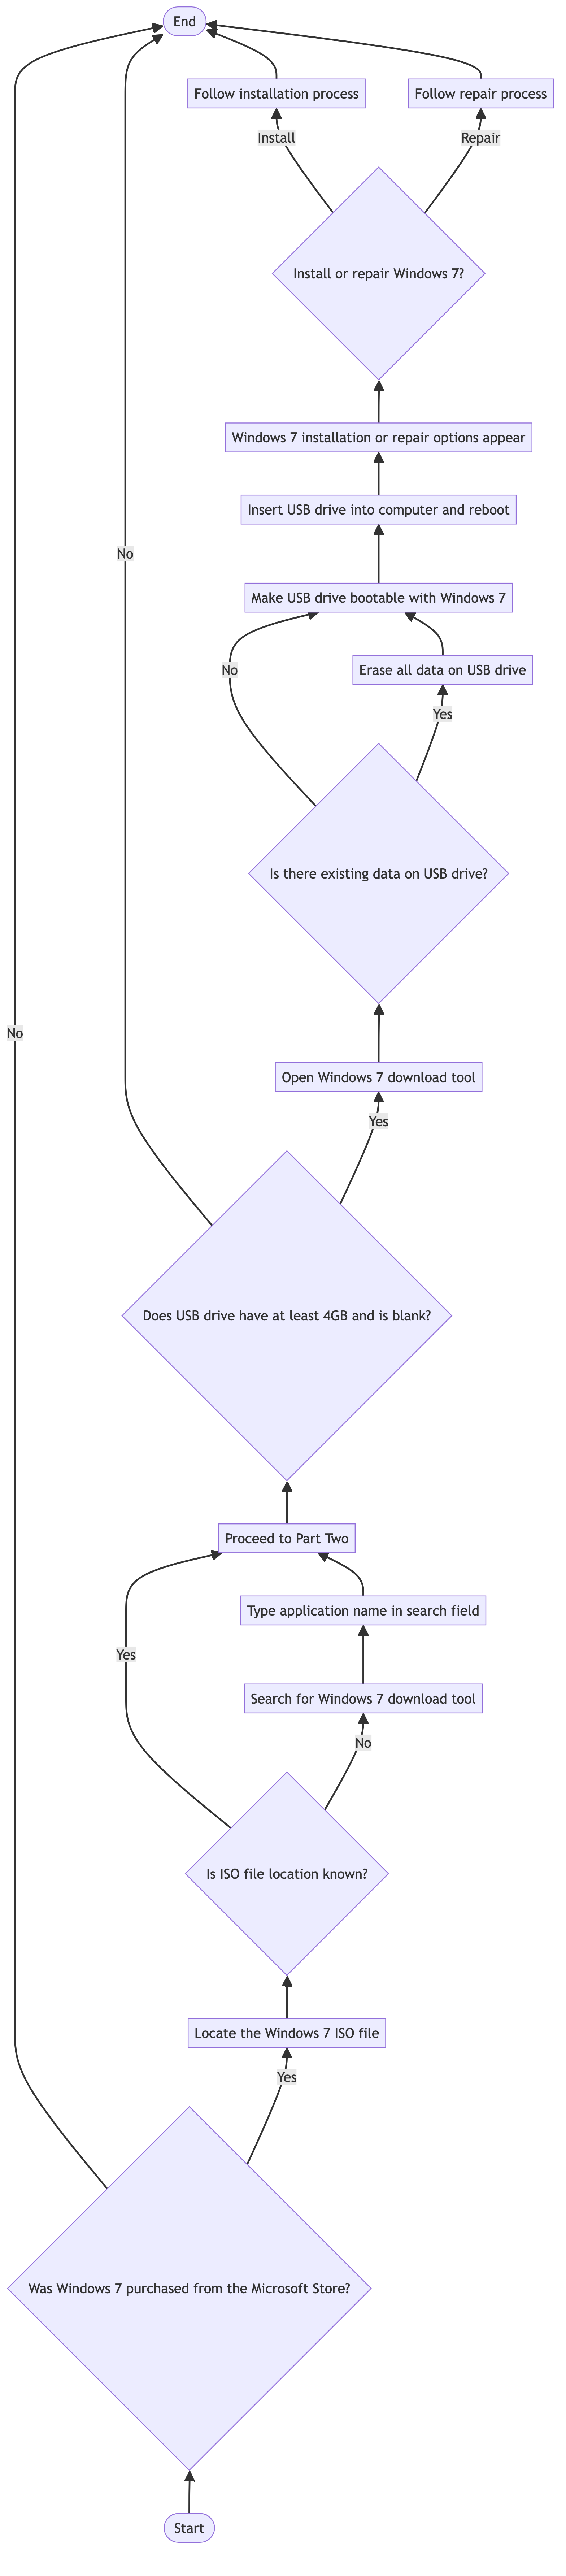 End
Follow installation process
Follow repair process
Install
Repair
Install or repair Windows 7?
Windows 7 installation or repair options appear
Insert USB drive into computer and reboot
No
Make USB drive bootable with Windows 7
No
Erase all data on USB drive
Yes
Is there existing data on USB drive?
No
Open Windows 7 download tool
Yes
Does USB drive have at least 4GB and is blank?
Proceed to Part Two
Type application name in search field
Yes
Search for Windows 7 download tool
No
Is ISO file location known?
Locate the Windows 7 ISO file
Yes
Was Windows 7 purchased from the Microsoft Store?
Start